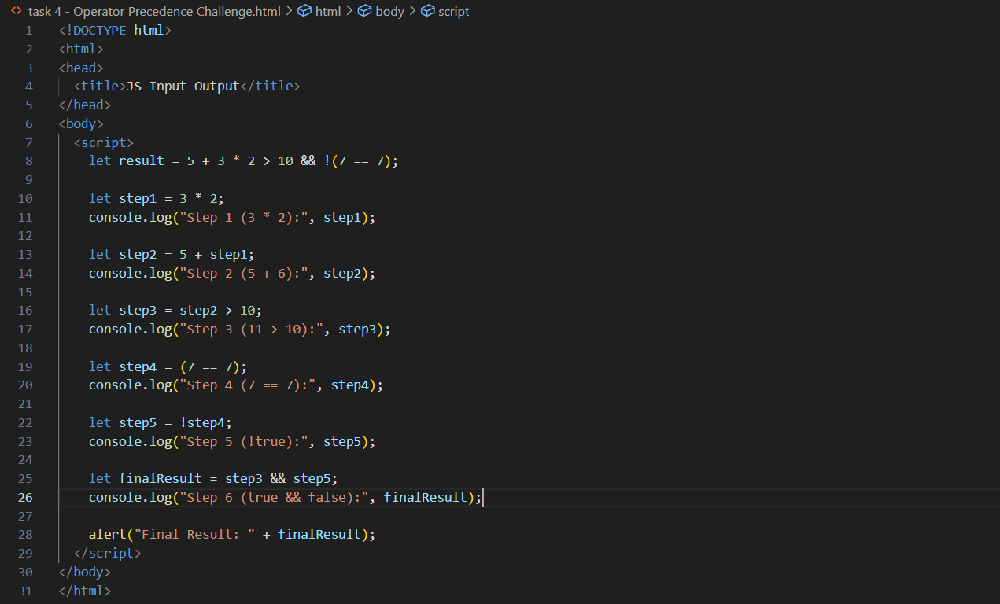 <> task 4 - Operator Precedence Challenge.html > html > body > script
1 <!DOCTYPE html>
2 <html>
3 <head>
4   <title>JS Input Output</title>
5 </head>
6 <body>
7   <script>
8     let result = 5 + 3 * 2 > 10 && !(7 == 7);
9
10     let step1 = 3 * 2;
11     console.log("Step 1 (3 * 2):", step1);
12
13     let step2 = 5 + step1;
14     console.log("Step 2 (5 + 6):", step2);
15
16     let step3 = step2 > 10;
17     console.log("Step 3 (11 > 10):", step3);
18
19     let step4 = (7 == 7);
20     console.log("Step 4 (7 == 7):", step4);
21
22     let step5 = !step4;
23     console.log("Step 5 (!true):", step5);
24
25     let finalResult = step3 && step5;
26     console.log("Step 6 (true && false):", finalResult);
27
28     alert("Final Result: " + finalResult);
29   </script>
30 </body>
31 </html>